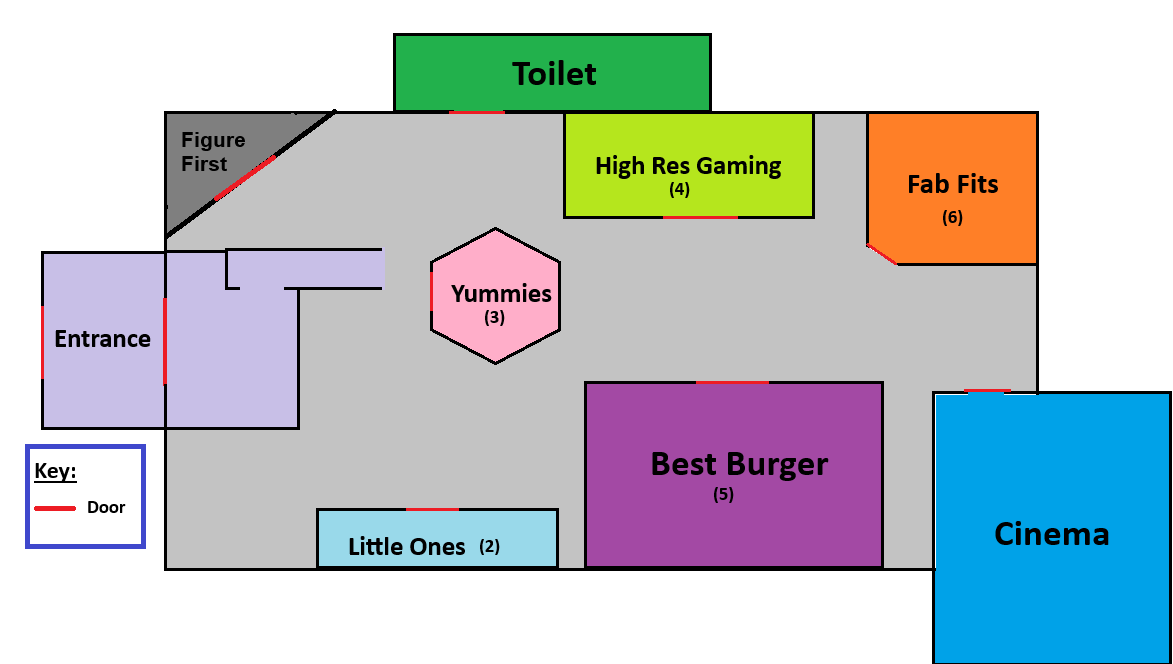 Toilet
Figure
First
High Res Gaming
(4)
Fab Fits
(6)
Yummies
(3)
Entrance
Key:
Door
Best Burger
(5)
Little Ones (2)
Cinema